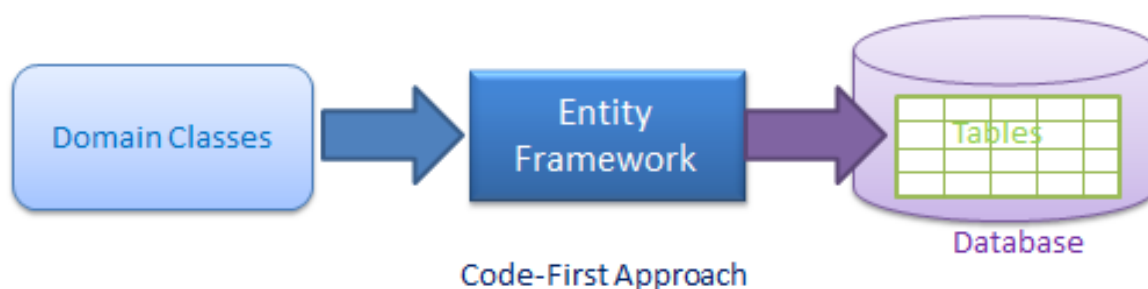 Domain Classes
Entity
Framework
Tables
Database
Code-First Approach